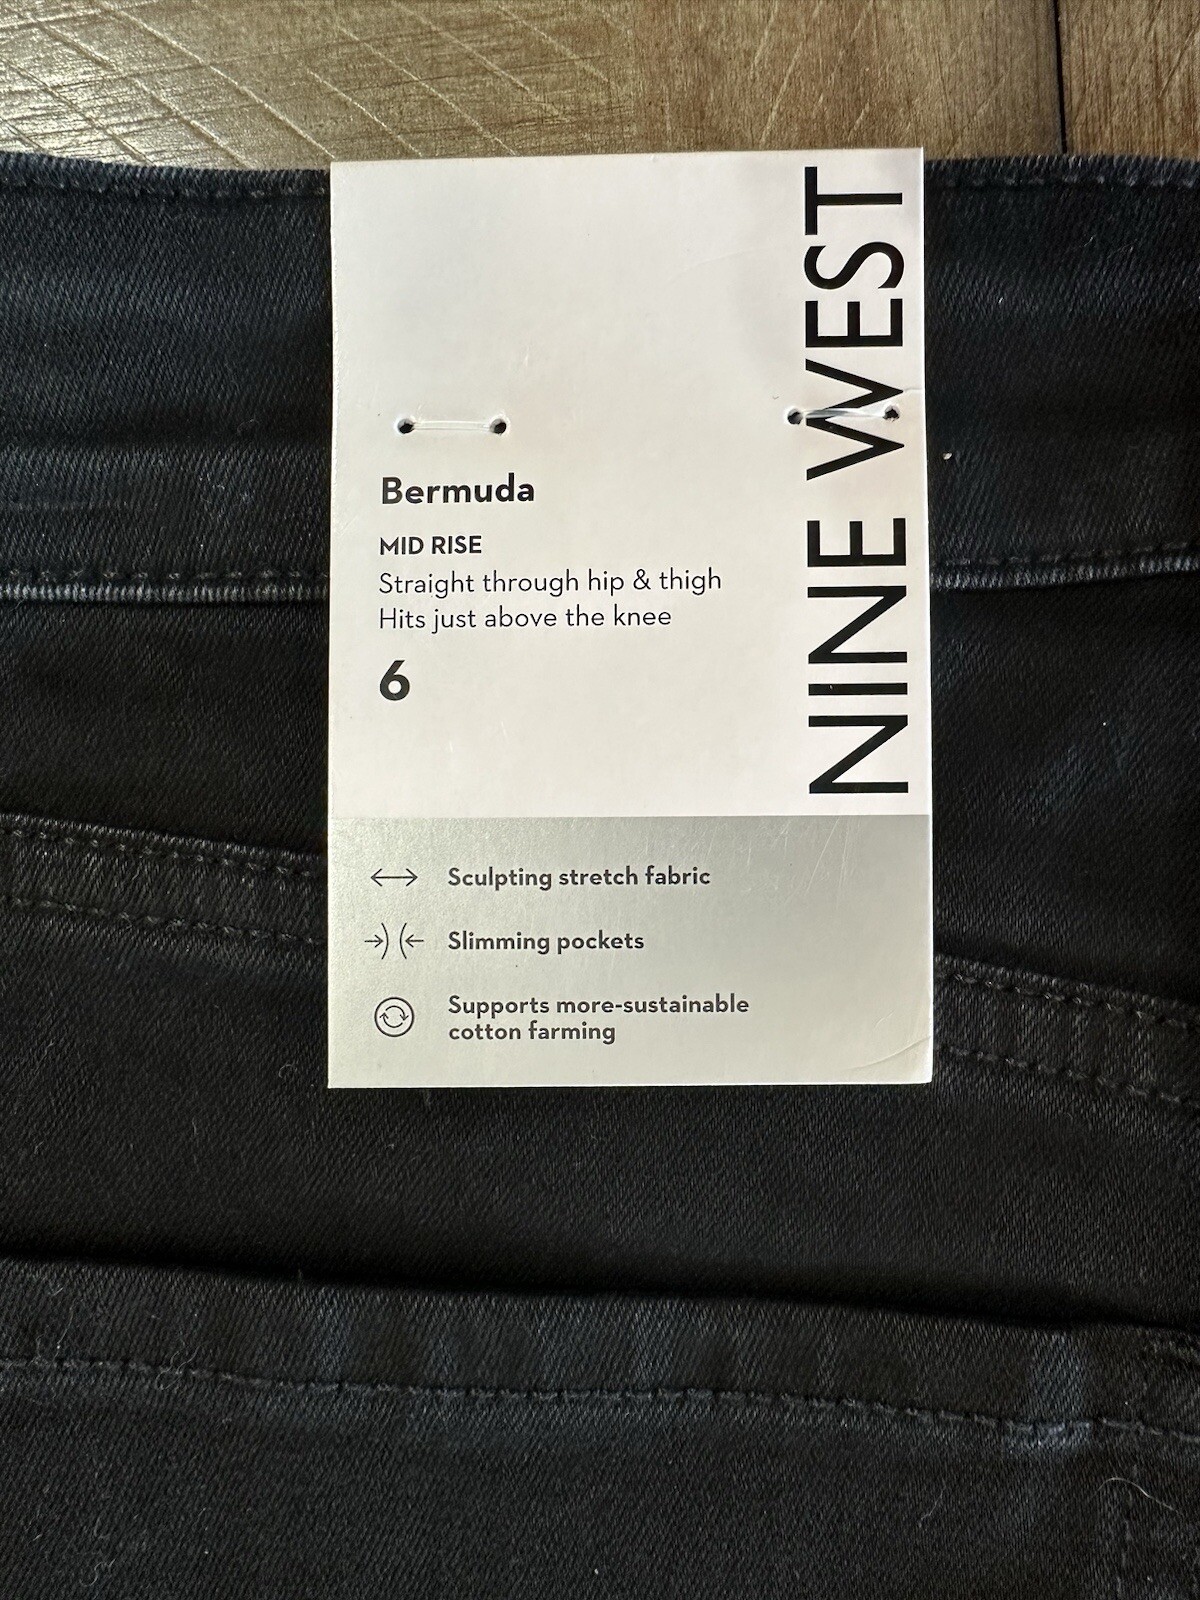 NINE WEST
Bermuda
MID RISE
Straight through hip & thigh
Hits just above the knee
6
Sculpting stretch fabric
Slimming pockets
Supports more-sustainable
cotton farming